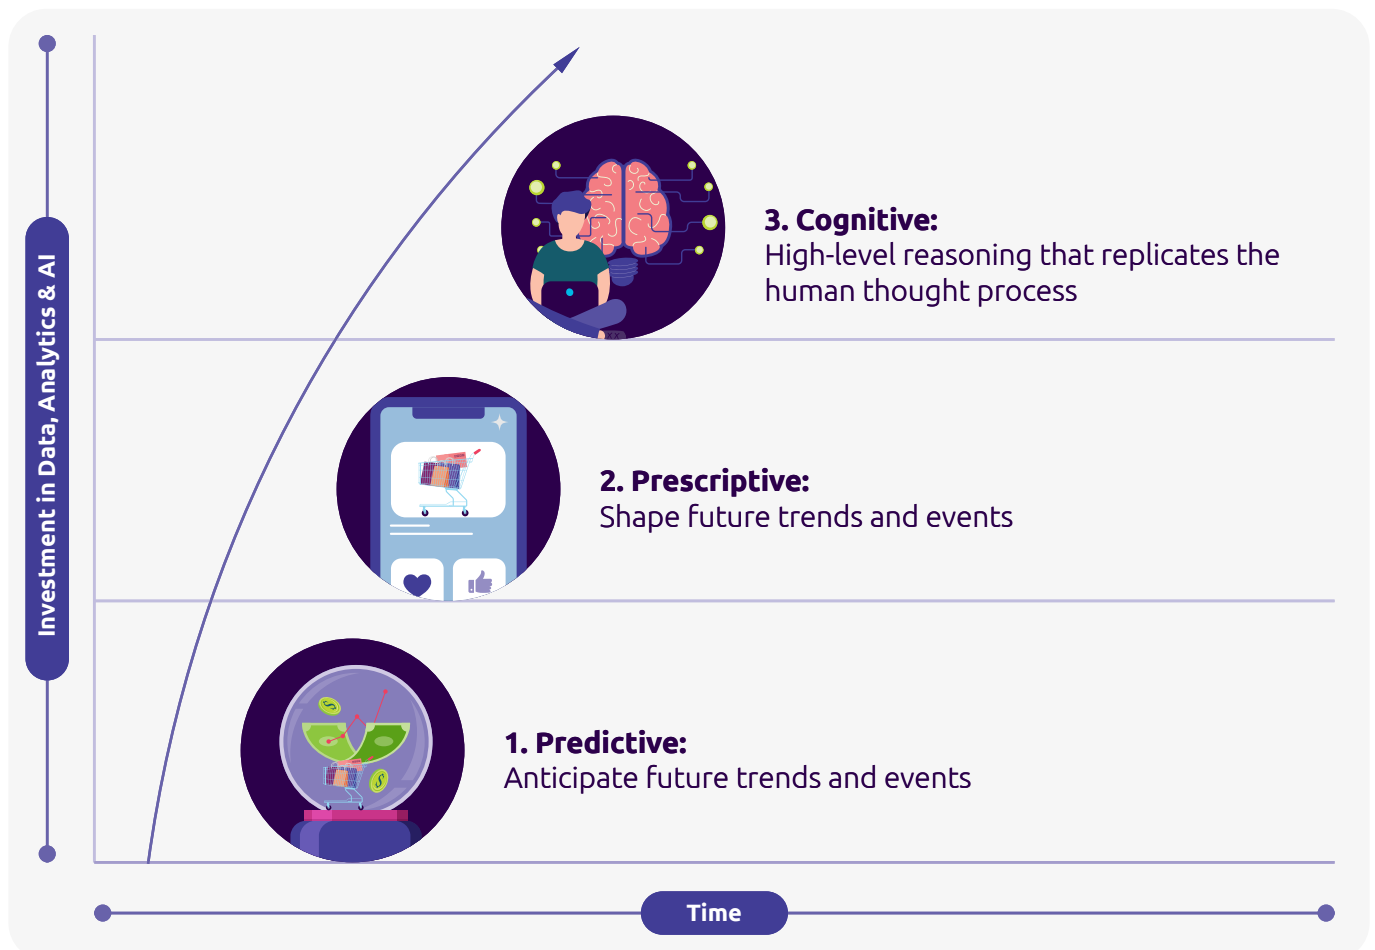 Investment in Data, Analytics & AI
3. Cognitive:
High-level reasoning that replicates the
human thought process
2. Prescriptive:
Shape future trends and events
1. Predictive:
Anticipate future trends and events
Time